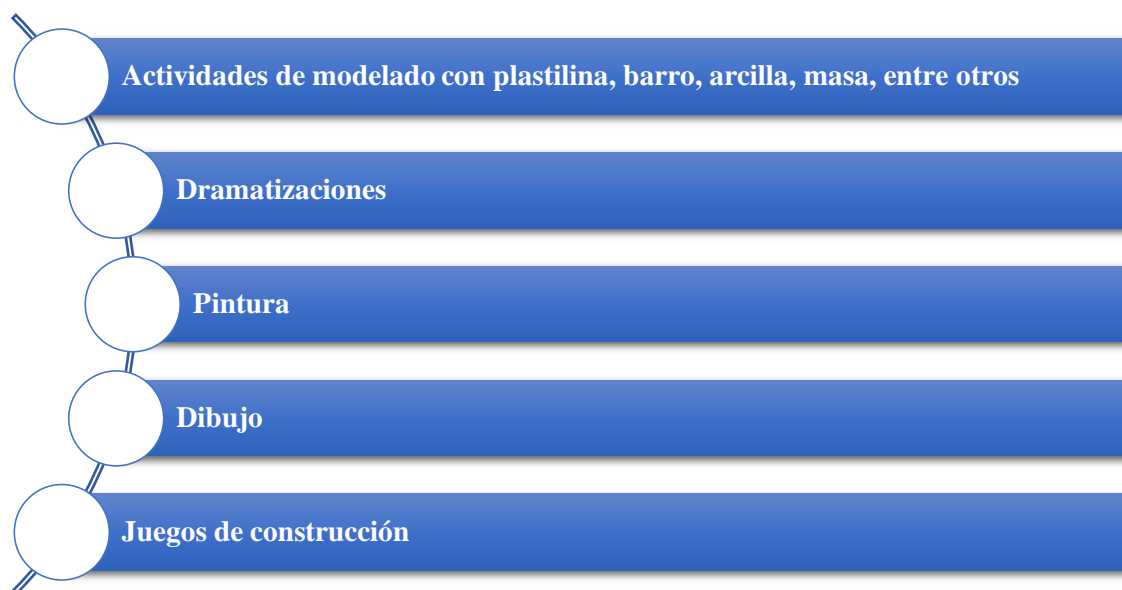 Actividades de modelado con plastilina, barro, arcilla, masa, entre otros
Dramatizaciones
Pintura
Dibujo
Juegos de construcción